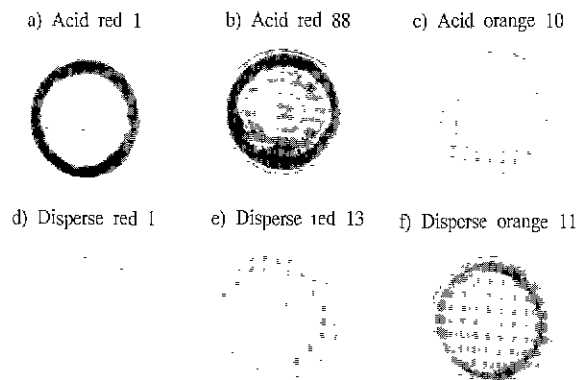 a) Acid red 1
b) Acid red 88
c) Acid orange 10
d) Disperse red 1
e) Disperse red 13
f) Disperse orange 11